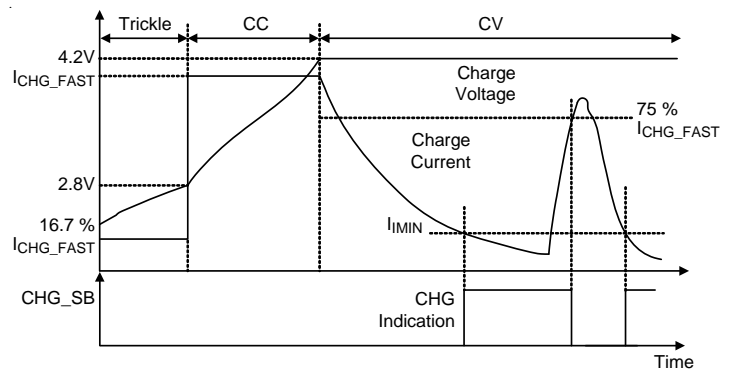 Trickle
CC
CV
4.2V
ICHG_FAST
Charge
Voltage
75 %
ICHG_FAST
Charge
Current
2.8V
16.7 %
ICHG_FAST
IIMIN
CHG_SB
CHG
Indication
Time